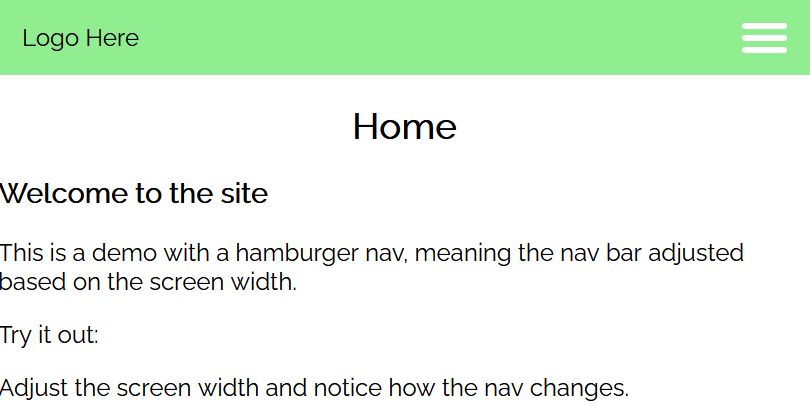 Logo Here
Home
Welcome to the site
This is a demo with a hamburger nav, meaning the nav bar adjusted
based on the screen width.
Try it out:
Adjust the screen width and notice how the nav changes.